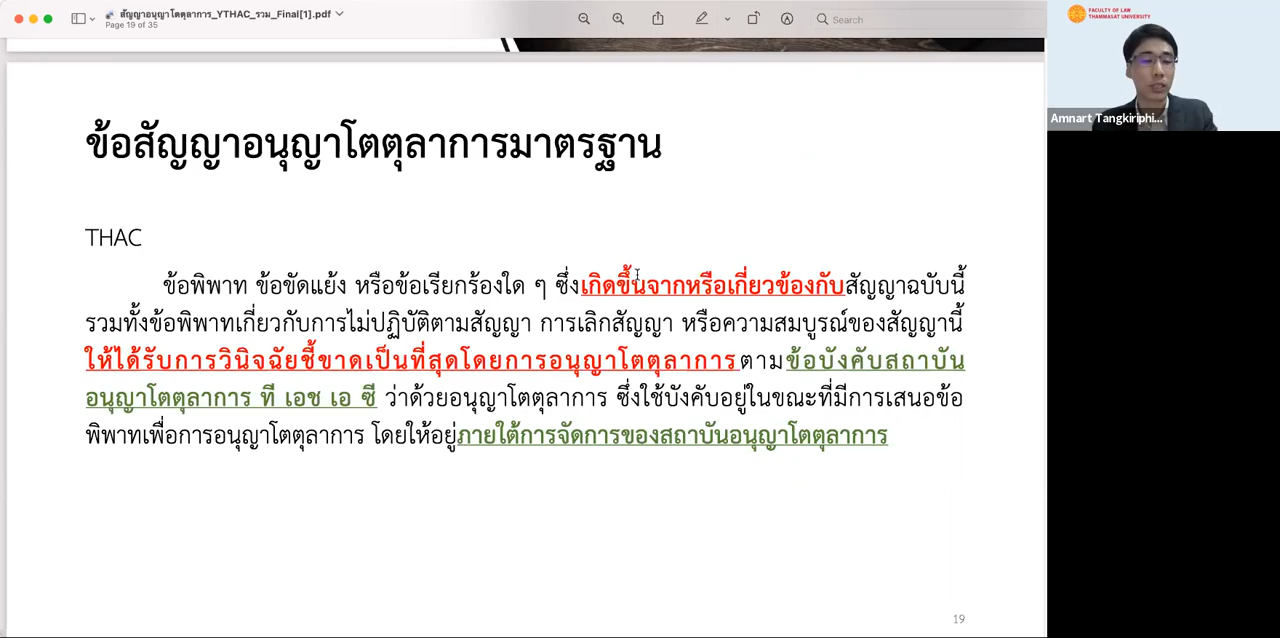 สัญญาอนุญาโตตุลาการ_YTHAC_รวม_Final[1].pdf
Page 19 of 35
Search
FACULTY OF LAW
THAMMASAT UNIVERSITY
Amnart Tangkiriphi...
ข้อสัญญาอนุญาโตตุลาการมาตรฐาน
THAC
ข้อพิพาท ข้อขัดแย้ง หรือข้อเรียกร้องใด ๆ ซึ่งเกิดขึ้นจากหรือเกี่ยวข้องกับสัญญาฉบับนี้
รวมทั้งข้อพิพาทเกี่ยวกับการไม่ปฏิบัติตามสัญญา การเลิกสัญญา หรือความสมบูรณ์ของสัญญานี้
ให้ได้รับการวินิจฉัยชี้ขาดเป็นที่สุดโดยการอนุญาโตตุลาการตามข้อบังคับสถาบัน
อนุญาโตตุลาการ ที เอช เอ ซี ว่าด้วยอนุญาโตตุลาการ ซึ่งใช้บังคับอยู่ในขณะที่มีการเสนอข้อ
พิพาทเพื่อการอนุญาโตตุลาการ โดยให้อยู่ภายใต้การจัดการของสถาบันอนุญาโตตุลาการ
19